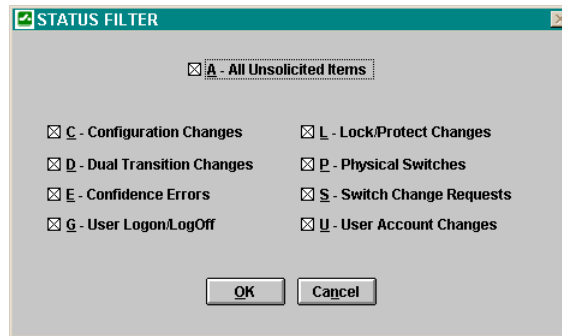 STATUS FILTER
A - All Unsolicited Items
C - Configuration Changes
L - Lock/Protect Changes
D - Dual Transition Changes
P - Physical Switches
E - Confidence Errors
S - Switch Change Requests
G - User Logon/LogOff
U - User Account Changes
OK
Cancel